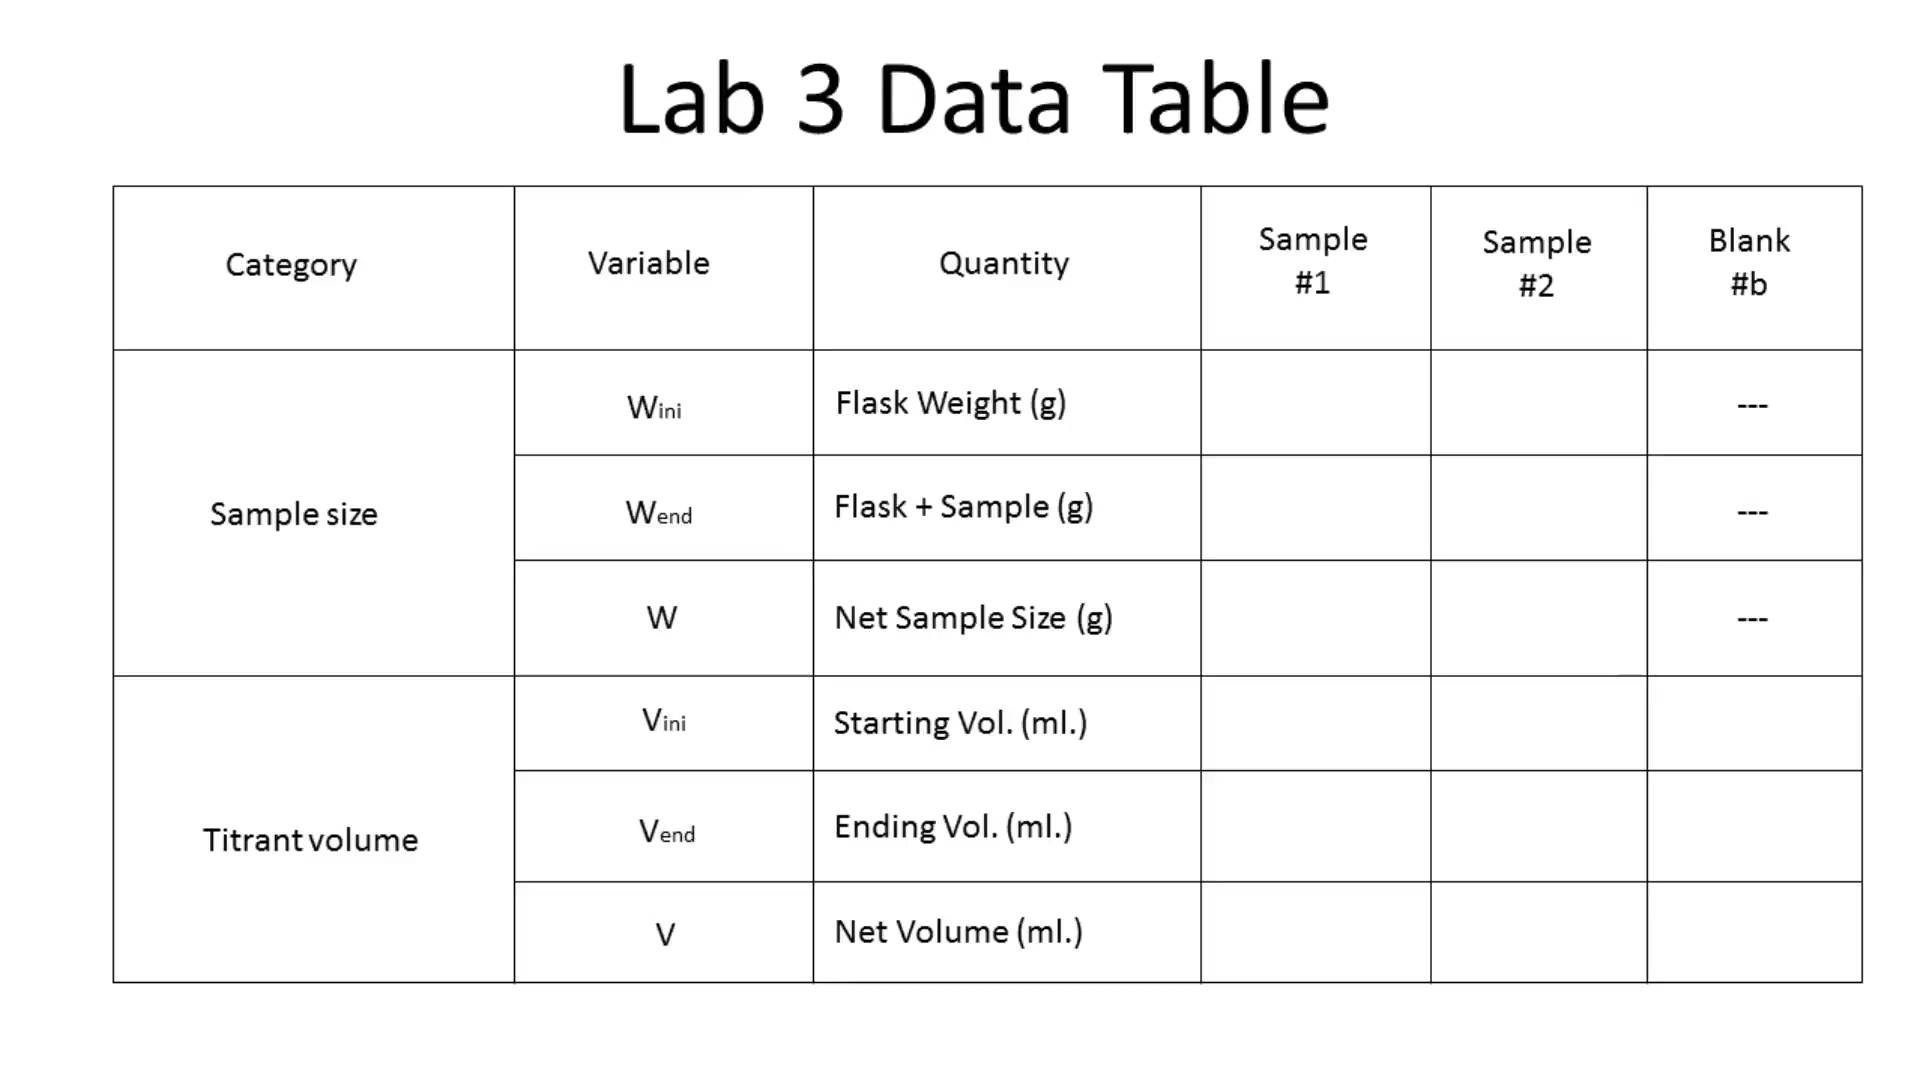 Lab 3 Data Table
Category Variable Quantity Sample #1 Sample #2 Blank #b
Sample size
Wini Flask Weight (g) ---
Wend Flask + Sample (g) ---
W Net Sample Size (g) ---
Titrant volume
Vini Starting Vol. (ml.)
Vend Ending Vol. (ml.)
V Net Volume (ml.)